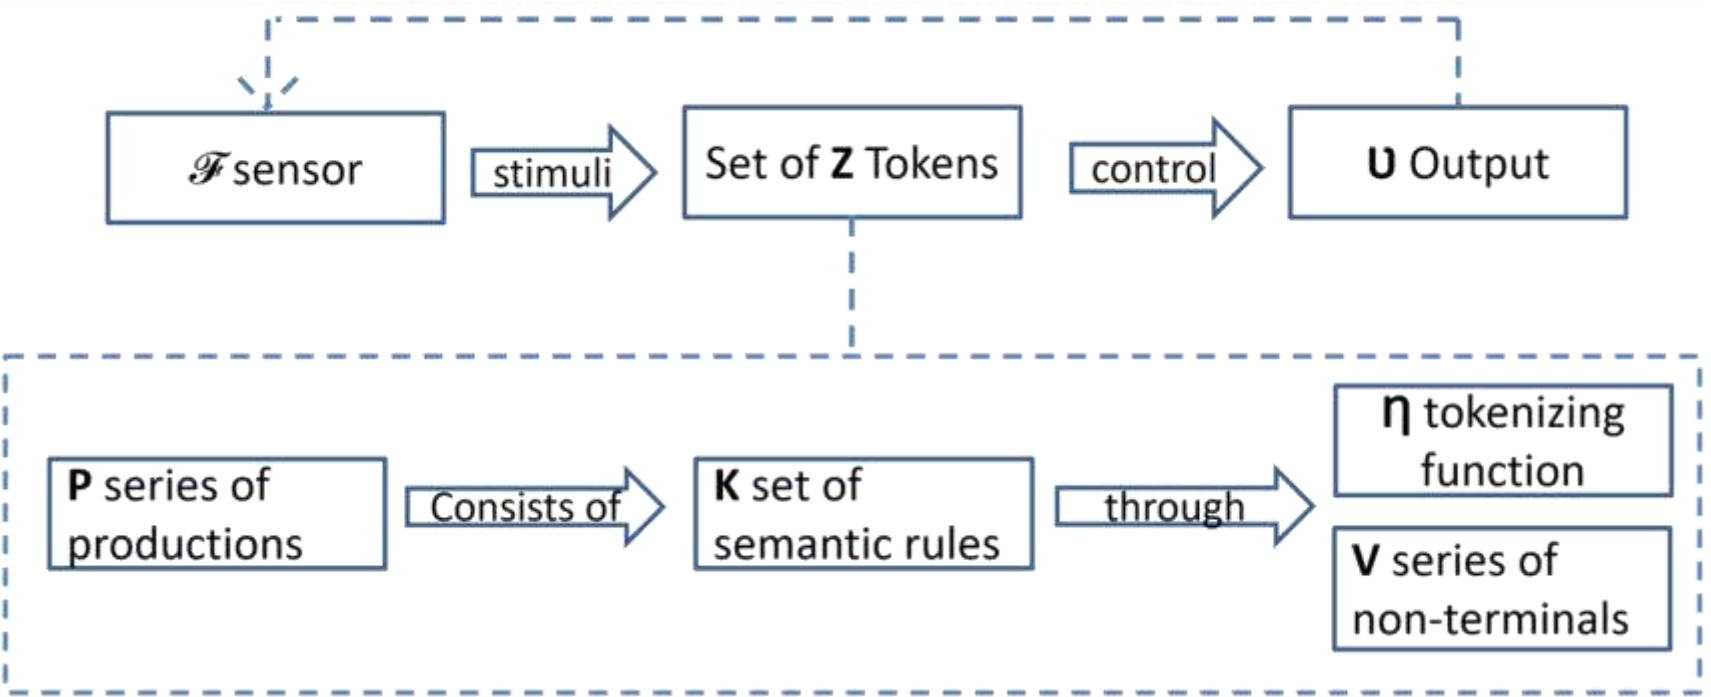 ℱ sensor
stimuli
Set of Z Tokens
control
Ʋ Output
P series of
productions
Consists of
K set of
semantic rules
through
η tokenizing
function
V series of
non-terminals